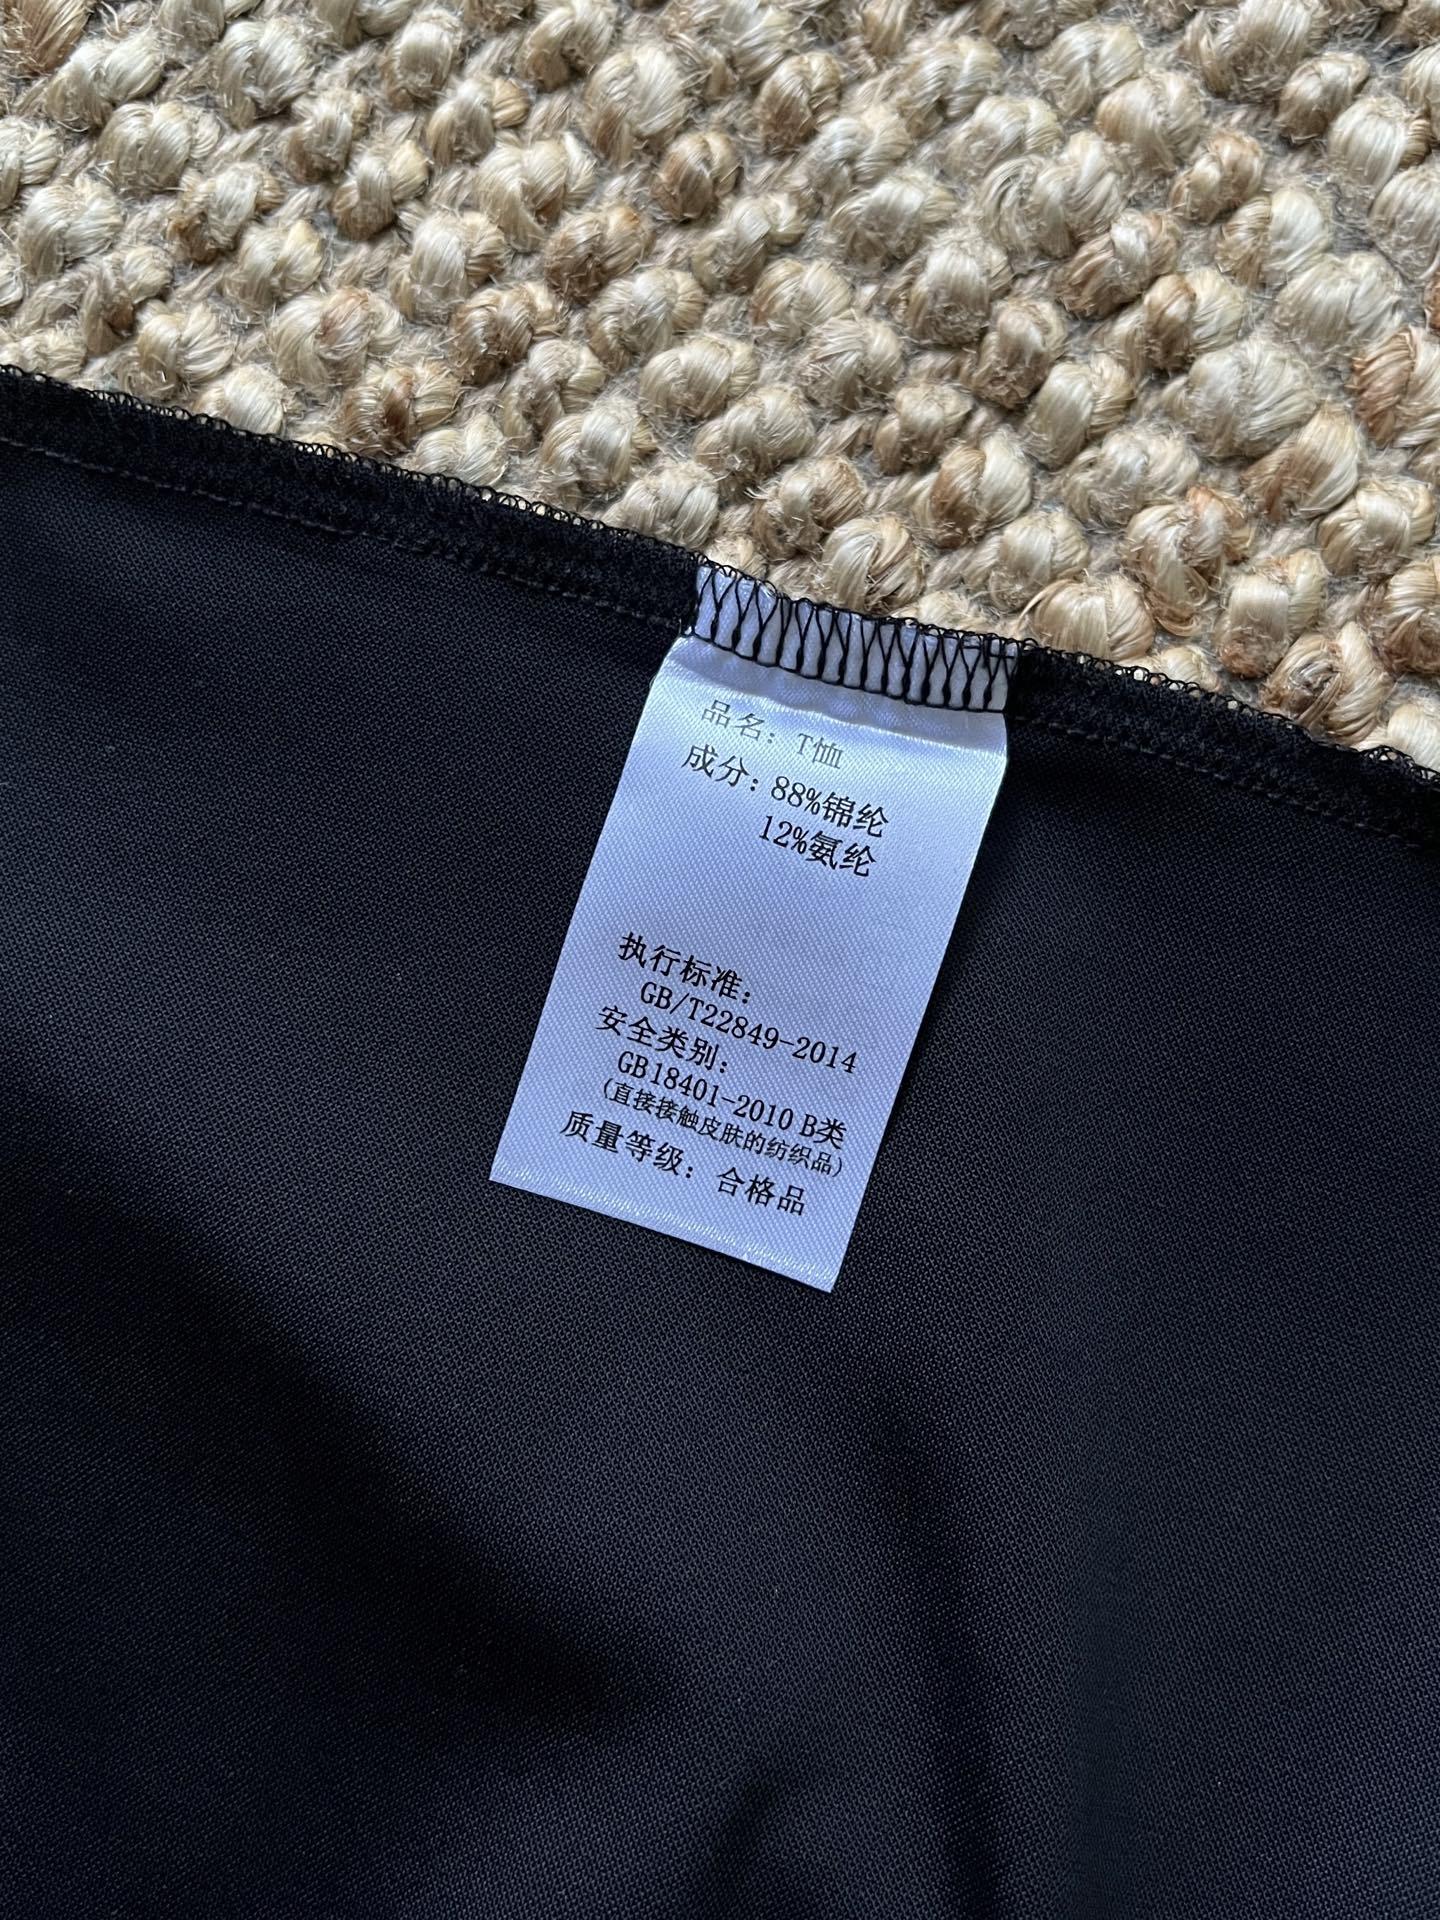 品名: T恤
成分: 88%锦纶
12%氨纶
执行标准:
GB/T22849-2014
安全类别:
GB18401-2010 B类
(直接接触皮肤的纺织品)
质量等级: 合格品